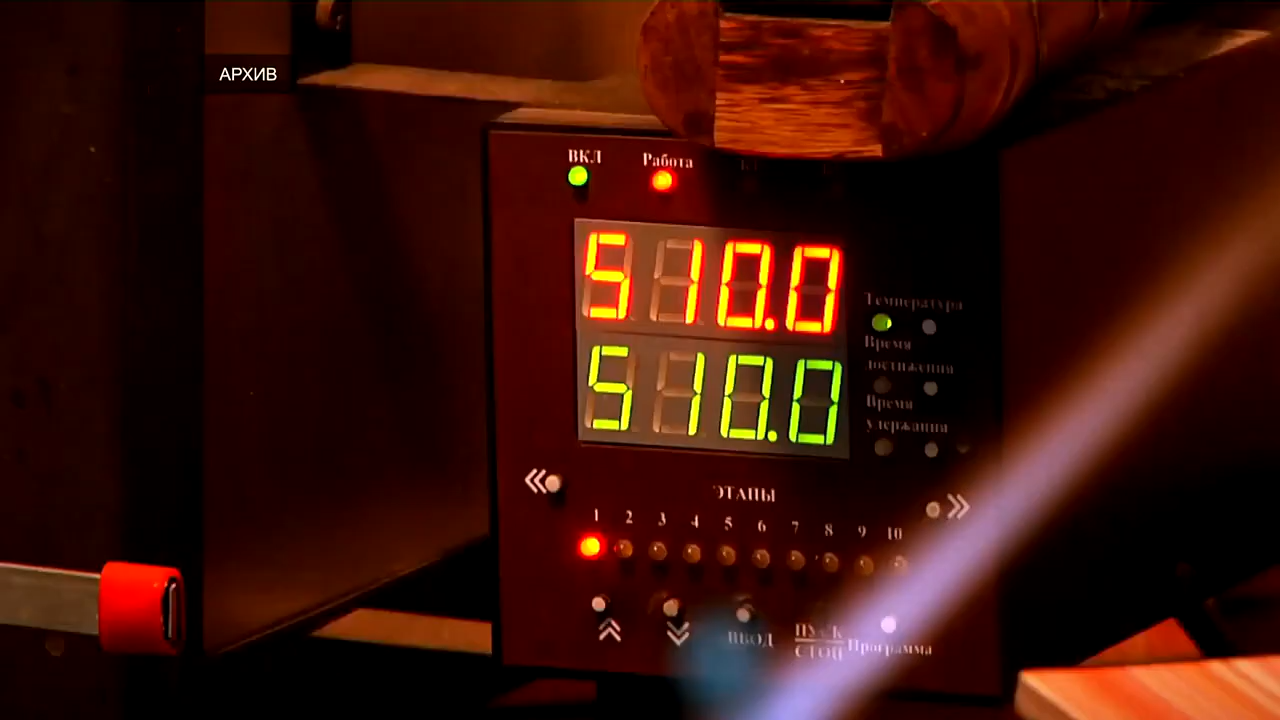 АРХИВ
ВКЛ Работа
510.0
Температура
Время
достижения
510.0
Время
удержания
ЭТАПЫ
1 2 3 4 5 6 7 8 9 10
ВВОД ПУСК
СТОП Программа